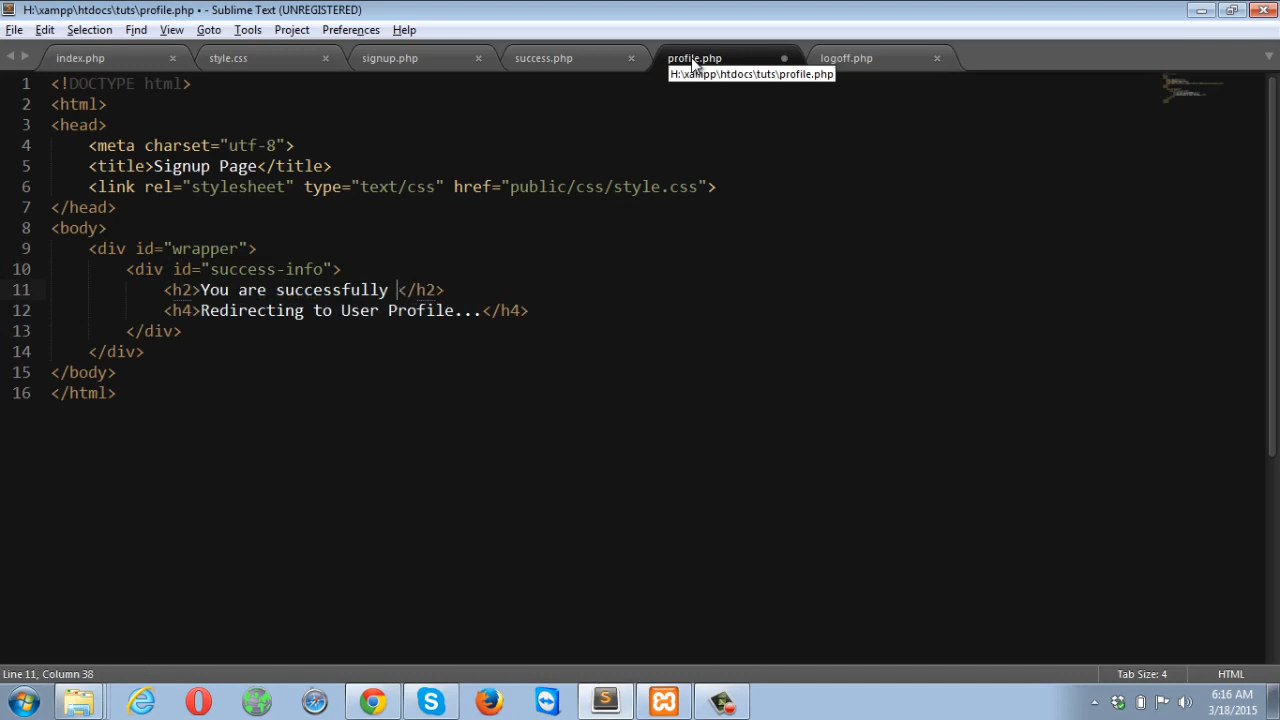 H:\xampp\htdocs\tuts\profile.php • - Sublime Text (UNREGISTERED)
File Edit Selection Find View Goto Tools Project Preferences Help
index.php × style.css × signup.php × success.php × profile.php logoff.php ×
H:\xampp\htdocs\tuts\profile.php
1 <!DOCTYPE html>
2 <html>
3 <head>
4 <meta charset="utf-8">
5 <title>Signup Page</title>
6 <link rel="stylesheet" type="text/css" href="public/css/style.css">
7 </head>
8 <body>
9 <div id="wrapper">
10 <div id="success-info">
11 <h2>You are successfully </h2>
12 <h4>Redirecting to User Profile...</h4>
13 </div>
14 </div>
15 </body>
16 </html>
Line 11, Column 38 Tab Size: 4 HTML
6:16 AM
3/18/2015